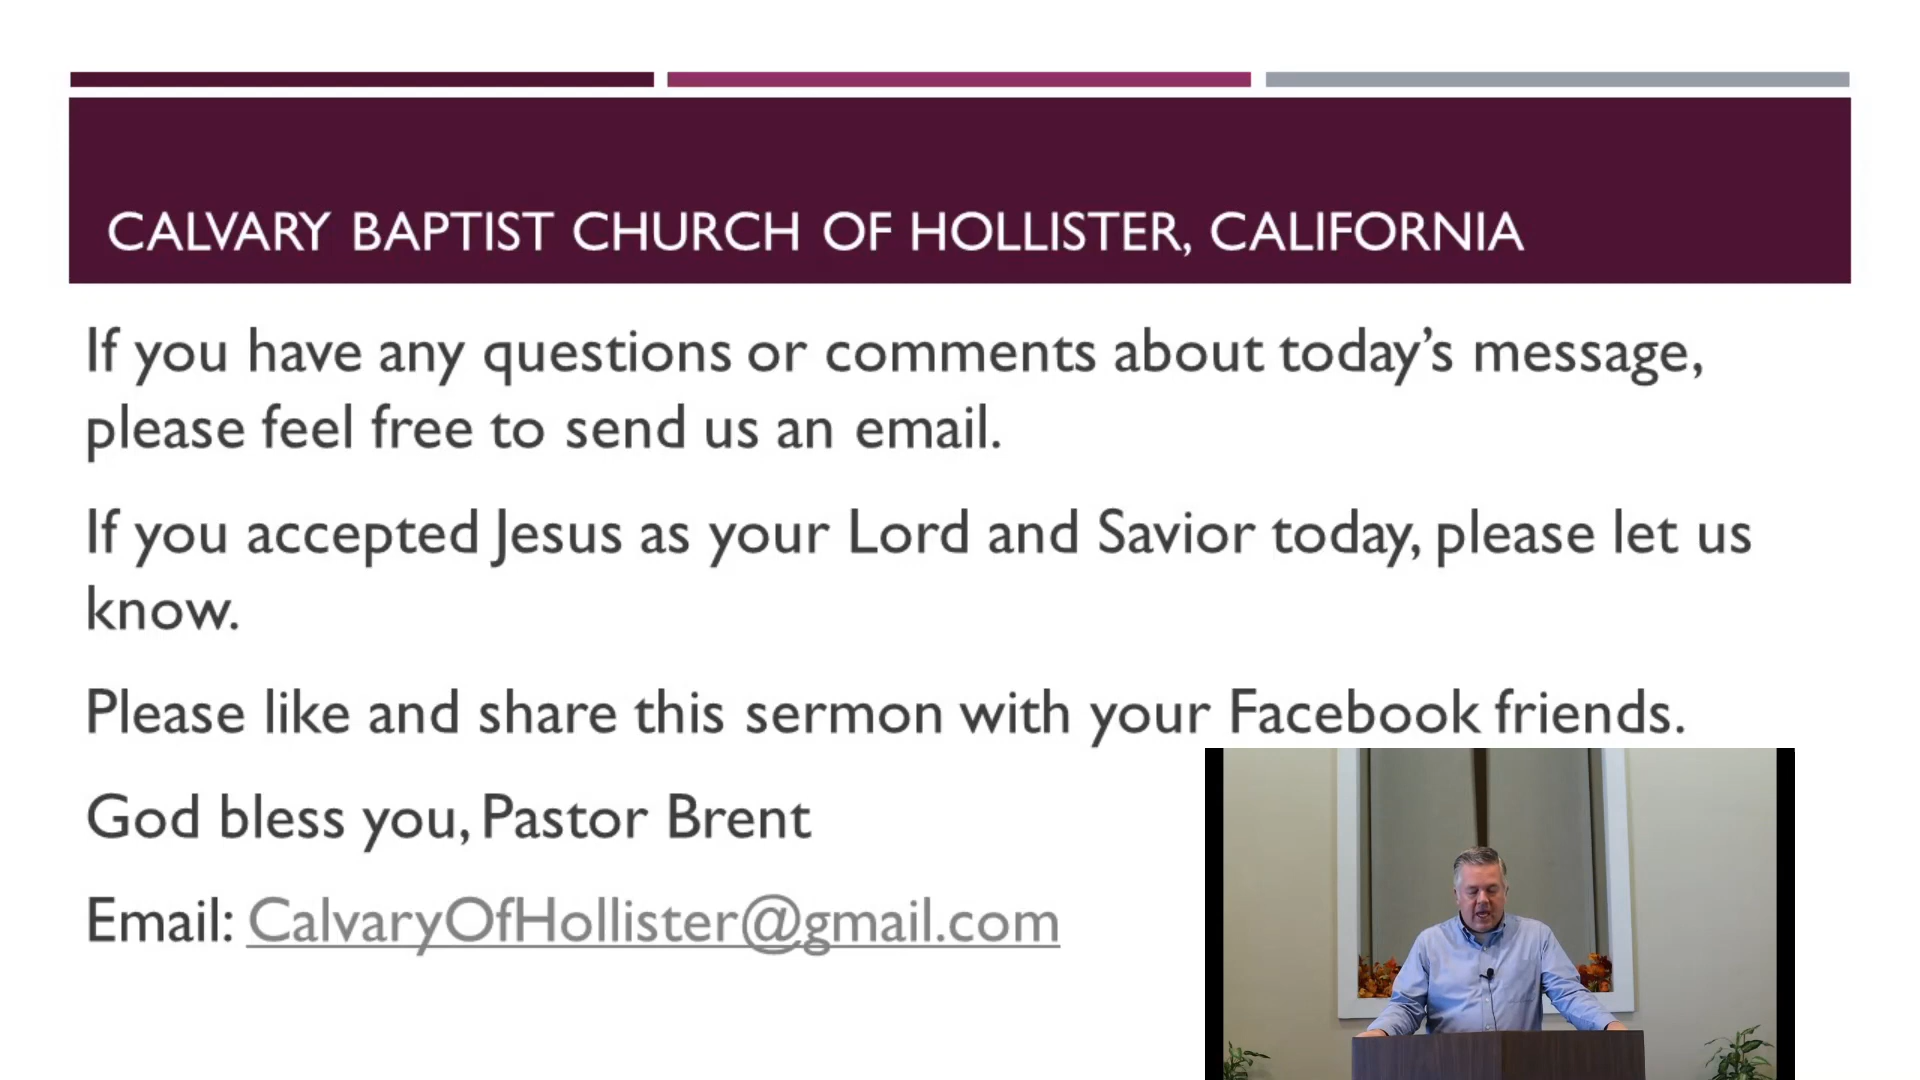 CALVARY BAPTIST CHURCH OF HOLLISTER, CALIFORNIA
If you have any questions or comments about today’s message,
please feel free to send us an email.
If you accepted Jesus as your Lord and Savior today, please let us
know.
Please like and share this sermon with your Facebook friends.
God bless you, Pastor Brent
Email: CalvaryOfHollister@gmail.com